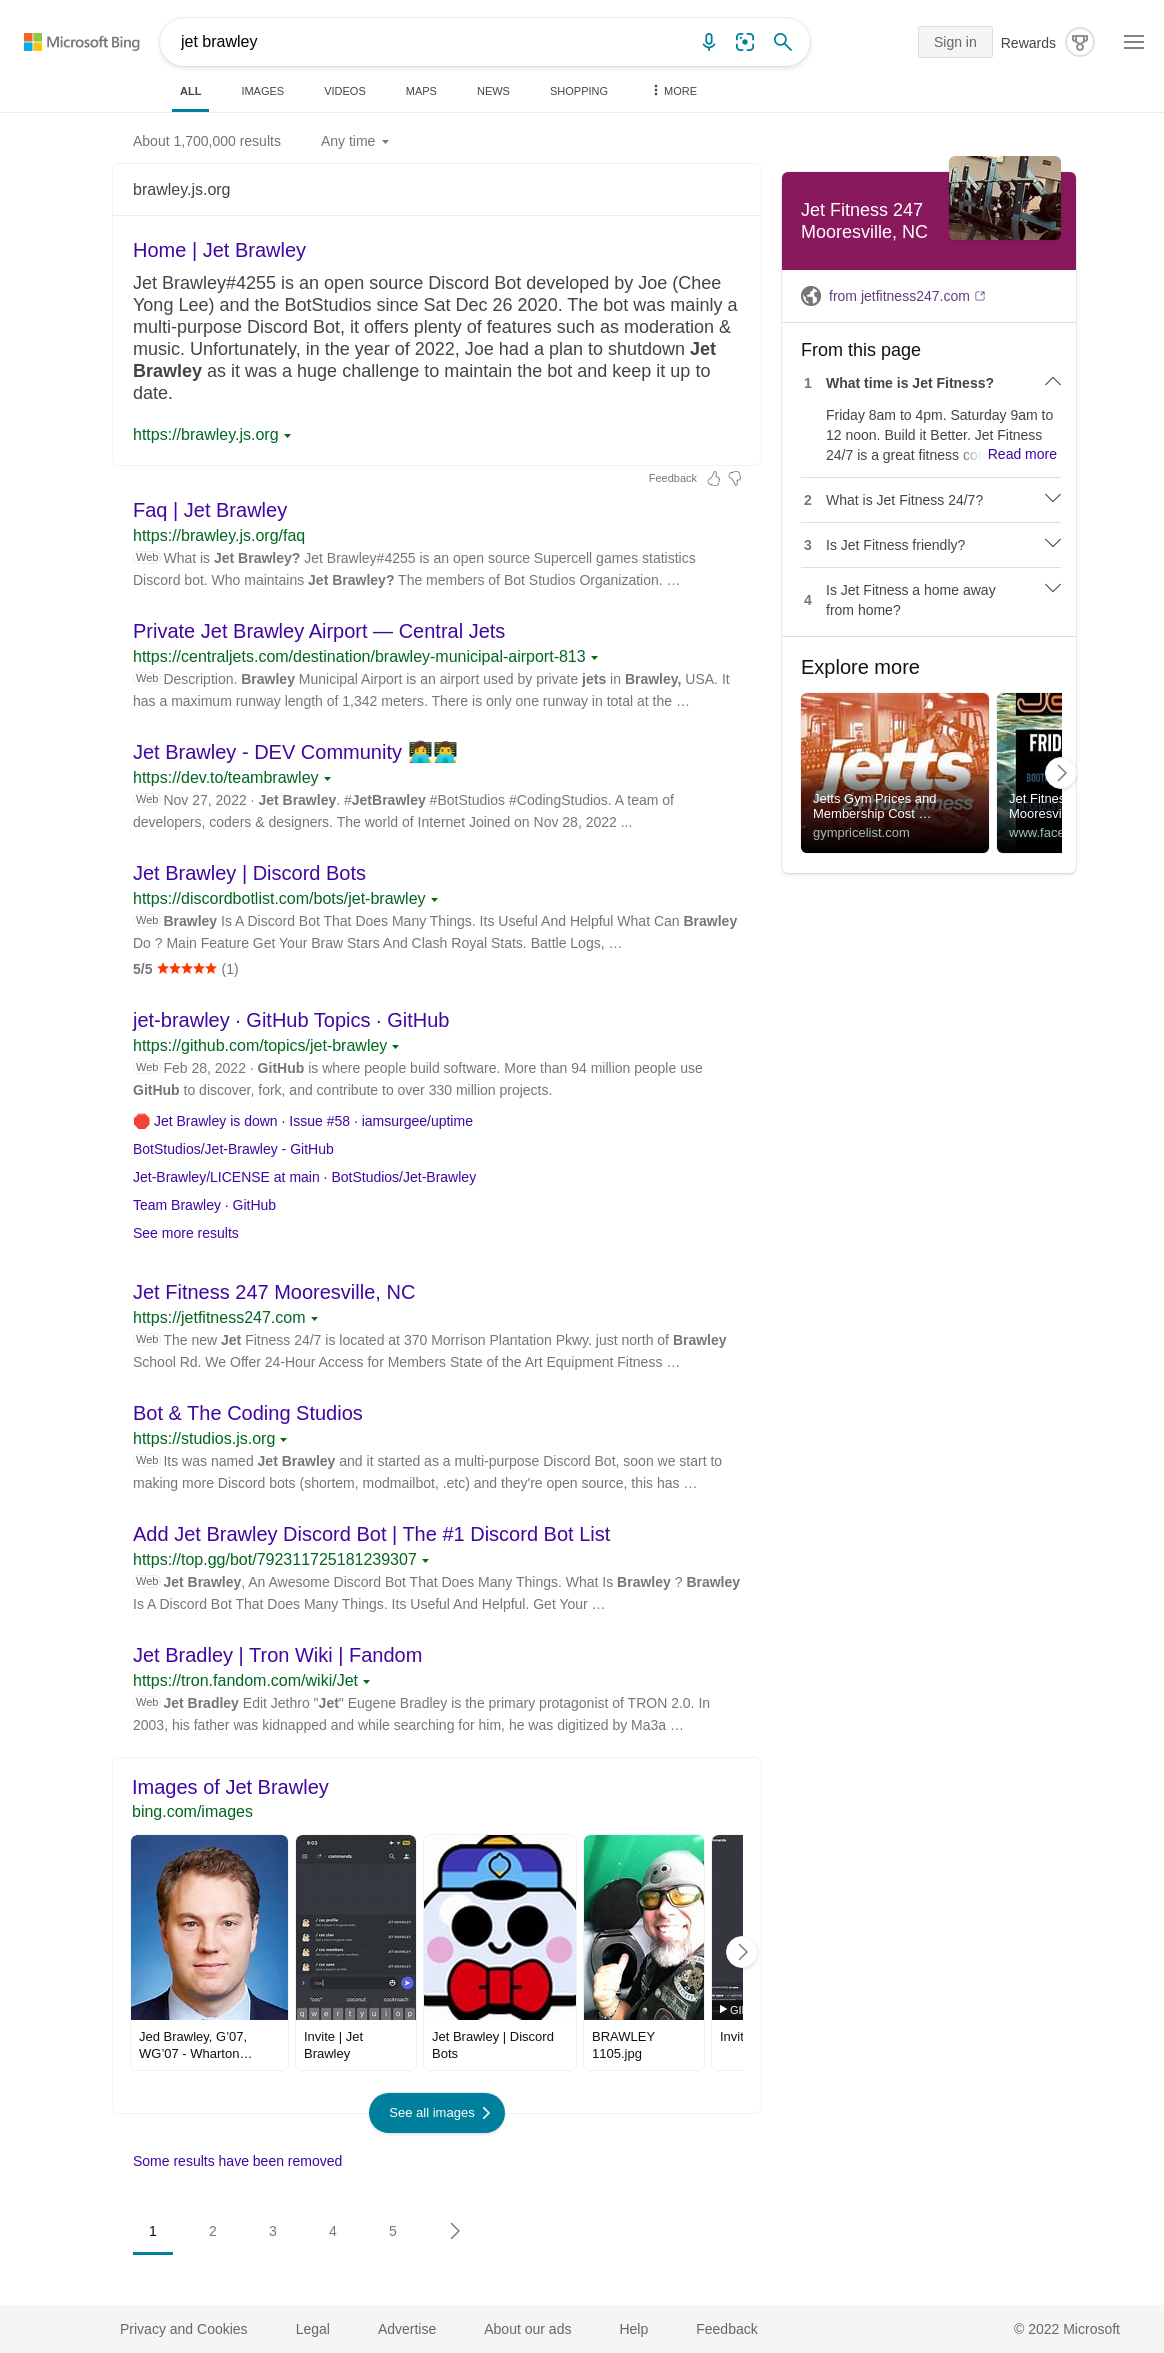 Microsoft Bing
jet brawley
Sign in
Rewards
ALL
IMAGES
VIDEOS
MAPS
NEWS
SHOPPING
MORE
About 1,700,000 results
Any time
brawley.js.org
Home | Jet Brawley
Jet Brawley#4255 is an open source Discord Bot developed by Joe (Chee
Yong Lee) and the BotStudios since Sat Dec 26 2020. The bot was mainly a
multi-purpose Discord Bot, it offers plenty of features such as moderation &
music. Unfortunately, in the year of 2022, Joe had a plan to shutdown Jet
Brawley as it was a huge challenge to maintain the bot and keep it up to
date.
https://brawley.js.org
Feedback
Faq | Jet Brawley
https://brawley.js.org/faq
Web What is Jet Brawley? Jet Brawley#4255 is an open source Supercell games statistics
Discord bot. Who maintains Jet Brawley? The members of Bot Studios Organization. …
Private Jet Brawley Airport — Central Jets
https://centraljets.com/destination/brawley-municipal-airport-813
Web Description. Brawley Municipal Airport is an airport used by private jets in Brawley, USA. It
has a maximum runway length of 1,342 meters. There is only one runway in total at the …
Jet Brawley - DEV Community 👩‍💻👨‍💻
https://dev.to/teambrawley
Web Nov 27, 2022 · Jet Brawley. #JetBrawley #BotStudios #CodingStudios. A team of
developers, coders & designers. The world of Internet Joined on Nov 28, 2022 ...
Jet Brawley | Discord Bots
https://discordbotlist.com/bots/jet-brawley
Web Brawley Is A Discord Bot That Does Many Things. Its Useful And Helpful What Can Brawley
Do ? Main Feature Get Your Braw Stars And Clash Royal Stats. Battle Logs, …
5/5 ★★★★★ (1)
jet-brawley · GitHub Topics · GitHub
https://github.com/topics/jet-brawley
Web Feb 28, 2022 · GitHub is where people build software. More than 94 million people use
GitHub to discover, fork, and contribute to over 330 million projects.
🛑 Jet Brawley is down · Issue #58 · iamsurgee/uptime
BotStudios/Jet-Brawley - GitHub
Jet-Brawley/LICENSE at main · BotStudios/Jet-Brawley
Team Brawley · GitHub
See more results
Jet Fitness 247 Mooresville, NC
https://jetfitness247.com
Web The new Jet Fitness 24/7 is located at 370 Morrison Plantation Pkwy. just north of Brawley
School Rd. We Offer 24-Hour Access for Members State of the Art Equipment Fitness …
Bot & The Coding Studios
https://studios.js.org
Web Its was named Jet Brawley and it started as a multi-purpose Discord Bot, soon we start to
making more Discord bots (shortem, modmailbot, .etc) and they're open source, this has …
Add Jet Brawley Discord Bot | The #1 Discord Bot List
https://top.gg/bot/792311725181239307
Web Jet Brawley, An Awesome Discord Bot That Does Many Things. What Is Brawley ? Brawley
Is A Discord Bot That Does Many Things. Its Useful And Helpful. Get Your …
Jet Bradley | Tron Wiki | Fandom
https://tron.fandom.com/wiki/Jet
Web Jet Bradley Edit Jethro "Jet" Eugene Bradley is the primary protagonist of TRON 2.0. In
2003, his father was kidnapped and while searching for him, he was digitized by Ma3a …
Images of Jet Brawley
bing.com/images
9:03
commands
/ coc profile
JET BRAWLEY
/ coc clan
JET BRAWLEY
/ coc members
JET BRAWLEY
/ coc save
JET BRAWLEY
/coc
"coc" coconut cockroach
q w e r t y u i o p
GIF
Jed Brawley, G'07,
WG'07 - Wharton…
Invite | Jet
Brawley
Jet Brawley | Discord
Bots
BRAWLEY
1105.jpg
Invit
See all images
Some results have been removed
1
2
3
4
5
Jet Fitness 247
Mooresville, NC
from jetfitness247.com
From this page
1 What time is Jet Fitness?
Friday 8am to 4pm. Saturday 9am to
12 noon. Build it Better. Jet Fitness
24/7 is a great fitness co Read more
2 What is Jet Fitness 24/7?
3 Is Jet Fitness friendly?
4 Is Jet Fitness a home away
from home?
Explore more
jetts
24 hour fitness
Jetts Gym Prices and
Membership Cost …
gympricelist.com
FRID
Jet Fitnes
Mooresvi
www.face
Privacy and Cookies
Legal
Advertise
About our ads
Help
Feedback
© 2022 Microsoft